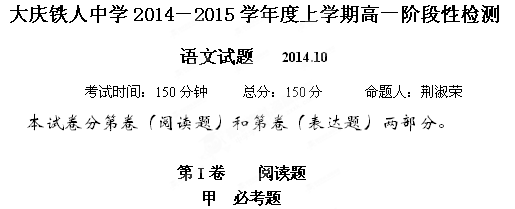 大庆铁人中学2014－2015学年度上学期高一阶段性检测
语文试题 2014.10
考试时间：150分钟 总分：150分 命题人：荆淑荣
本试卷分第卷（阅读题）和第卷（表达题）两部分。
第I卷 阅读题
甲 必考题